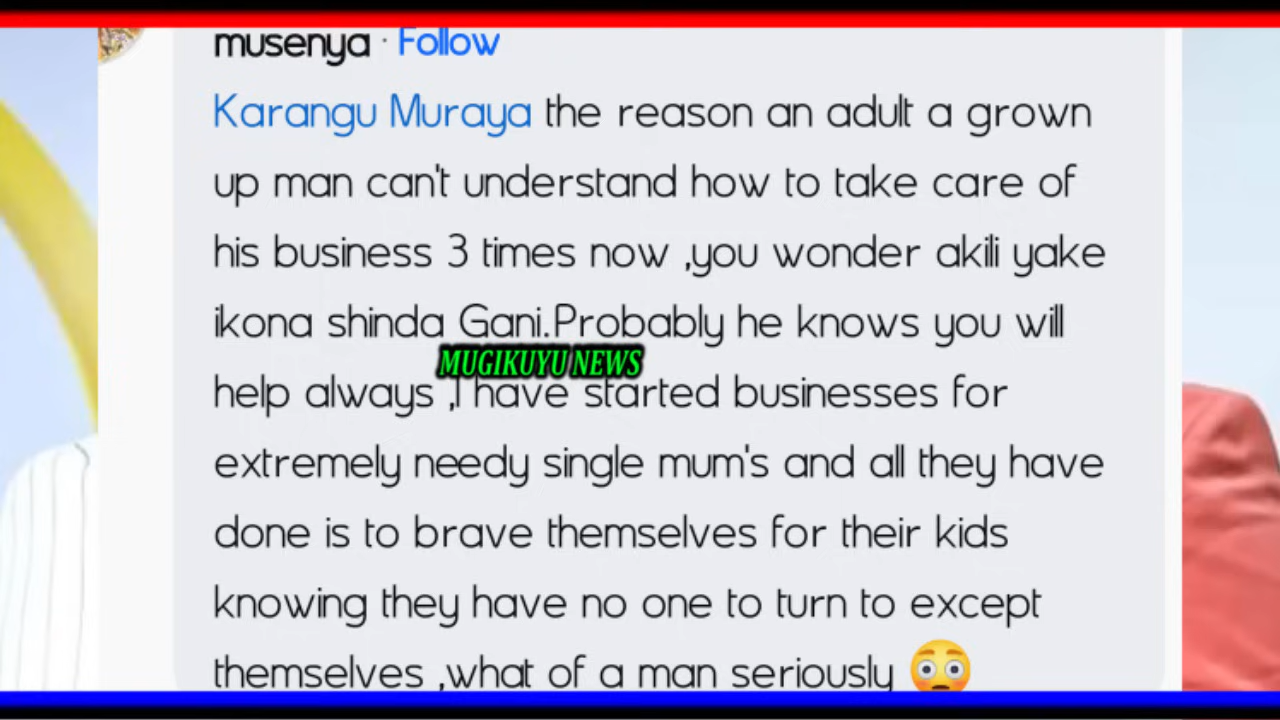 musenya · Follow
Karangu Muraya the reason an adult a grown
up man can't understand how to take care of
his business 3 times now ,you wonder akili yake
ikona shinda Gani.Probably he knows you will
MUGIKUYU NEWS
help always ,I have started businesses for
extremely needy single mum's and all they have
done is to brave themselves for their kids
knowing they have no one to turn to except
themselves ,what of a man seriously 😳